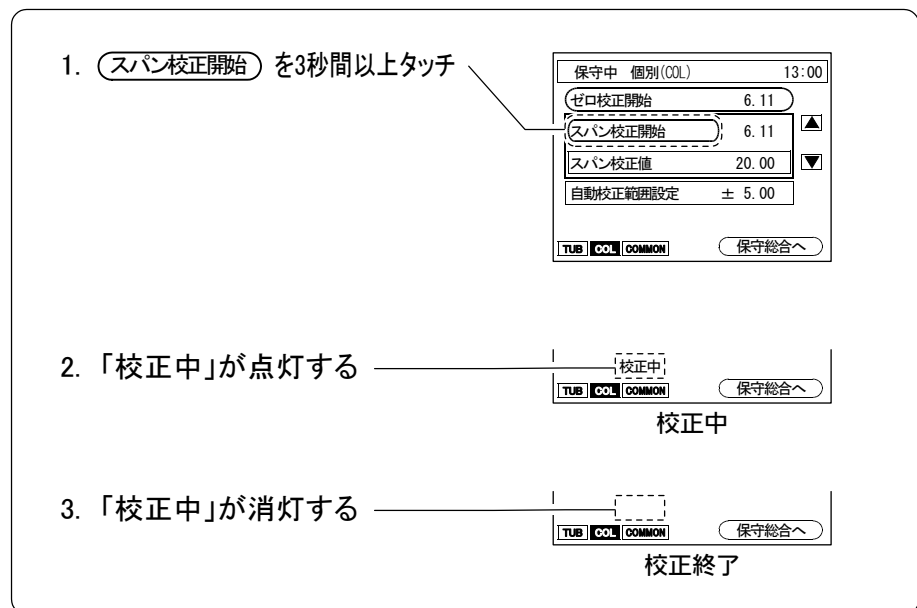 1. スパン校正開始 を3秒間以上タッチ
保守中 個別(COL) 13:00
ゼロ校正開始 6.11
スパン校正開始 6.11
スパン校正値 20.00
自動校正範囲設定 ± 5.00
TUB COL COMMON 保守総合へ
2. 「校正中」が点灯する
校正中
TUB COL COMMON 保守総合へ
校正中
3. 「校正中」が消灯する
TUB COL COMMON 保守総合へ
校正終了